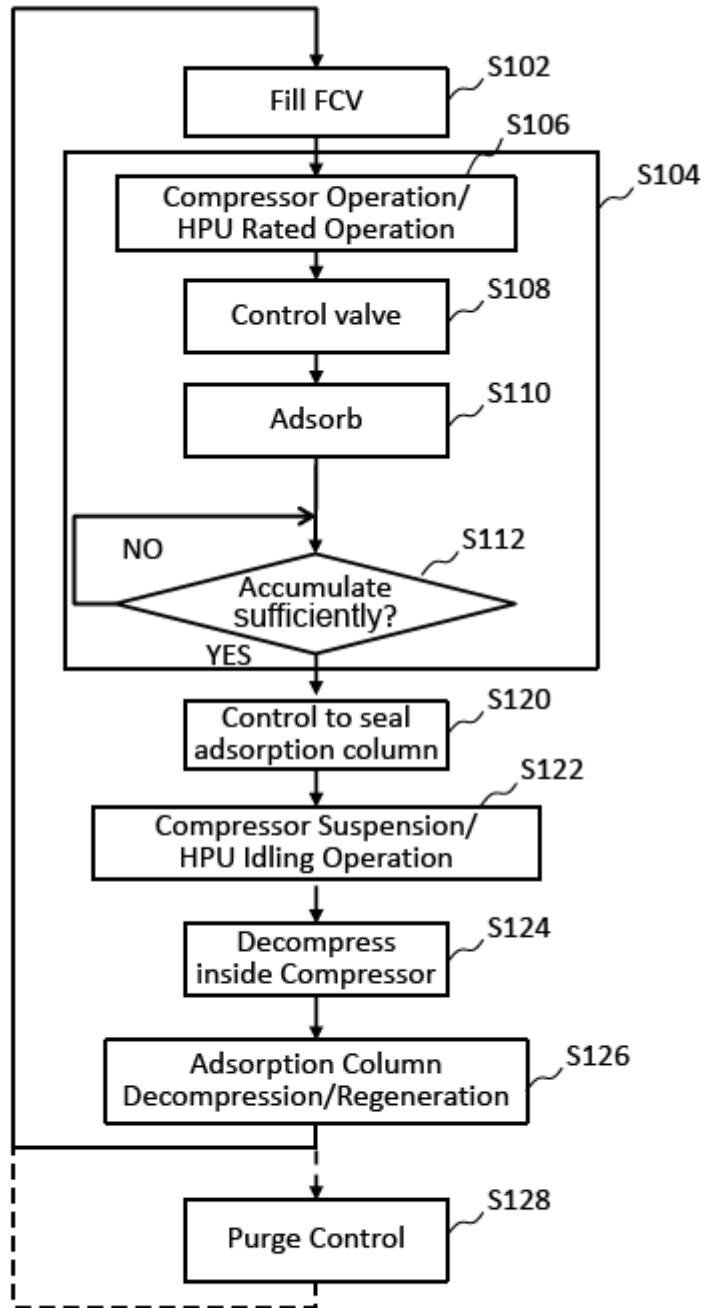 S102
Fill FCV
S106
S104
Compressor Operation/
HPU Rated Operation
S108
Control valve
S110
Adsorb
NO
S112
Accumulate
sufficiently?
YES
S120
Control to seal
adsorption column
S122
Compressor Suspension/
HPU Idling Operation
S124
Decompress
inside Compressor
S126
Adsorption Column
Decompression/Regeneration
S128
Purge Control